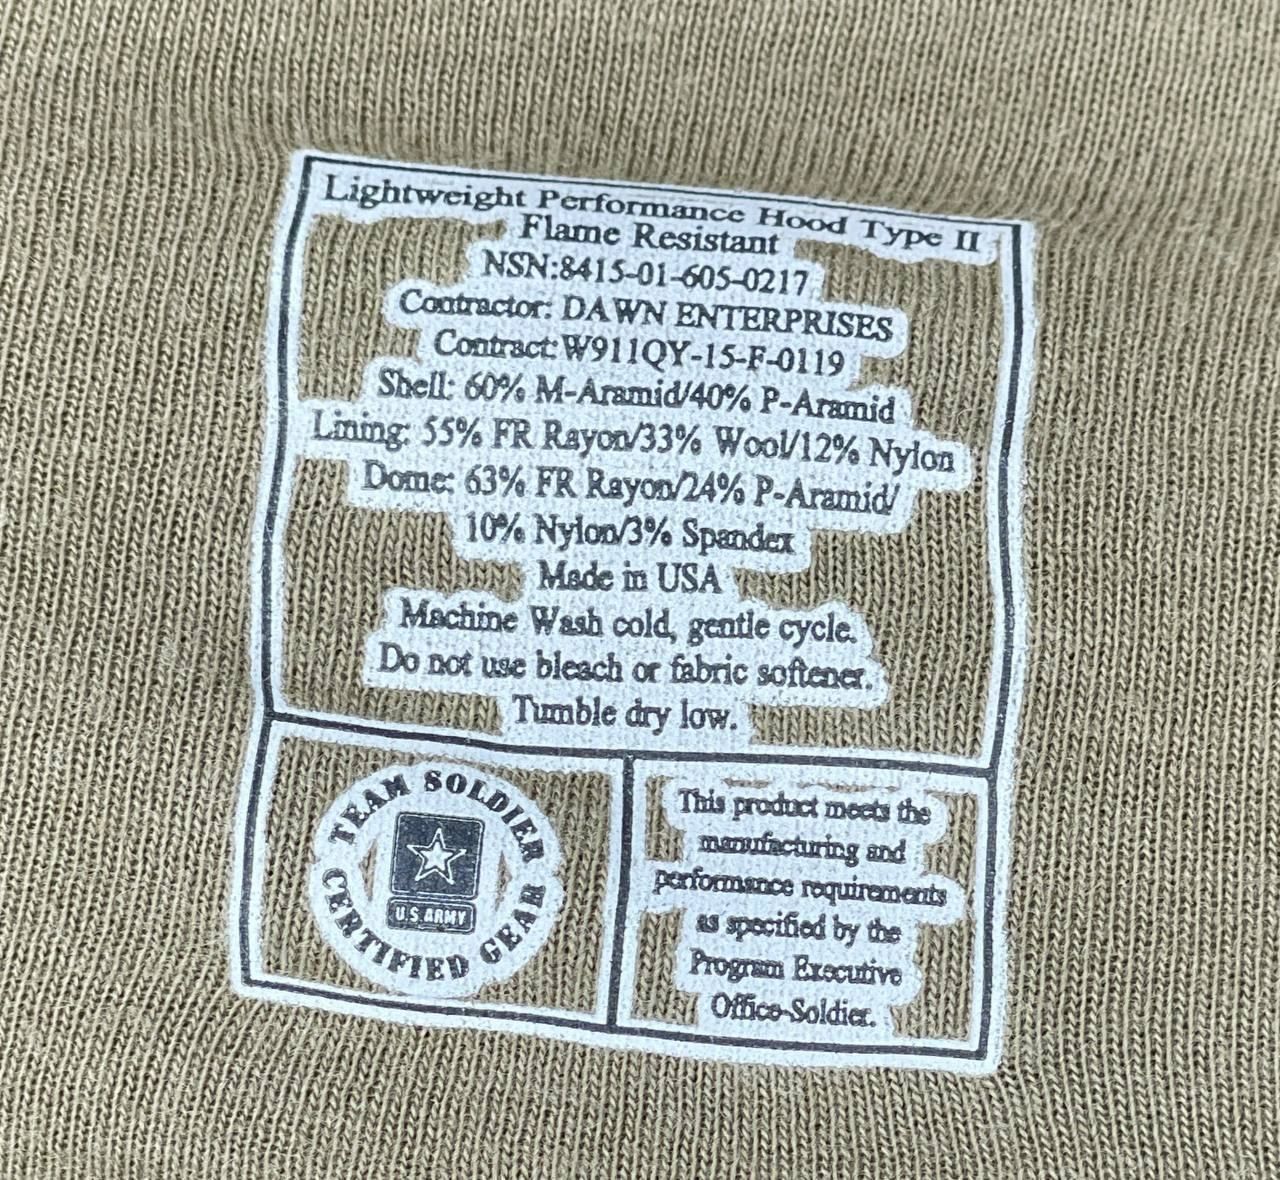 Lightweight Performance Hood Type II
Flame Resistant
NSN:8415-01-605-0217
Contractor: DAWN ENTERPRISES
Contract:W911QY-15-F-0119
Shell: 60% M-Aramid/40% P-Aramid
Lining: 55% FR Rayon/33% Wool/12% Nylon
Dome: 63% FR Rayon/24% P-Aramid/
10% Nylon/3% Spandex
Made in USA
Machine Wash cold, gentle cycle.
Do not use bleach or fabric softener.
Tumble dry low.
TEAM SOLDIER
U.S.ARMY
CERTIFIED GEAR
This product meets the
manufacturing and
performance requirements
as specified by the
Program Executive
Office-Soldier.